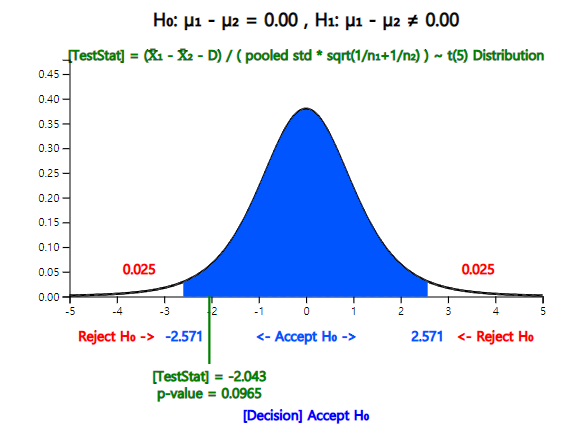 H₀: μ₁ - μ₂ = 0.00 , H₁: μ₁ - μ₂ ≠ 0.00
[TestStat] = (X̄₁ - X̄₂ - D) / ( pooled std * sqrt(1/n₁+1/n₂) ) ~ t(5) Distribution
0.45
0.40
0.35
0.30
0.25
0.20
0.15
0.10
0.05
0.00
0.025
0.025
-5 -4 -3 -2 -1 0 1 2 3 4 5
Reject H₀ -> -2.571 <- Accept H₀ -> 2.571 <- Reject H₀
[TestStat] = -2.043
p-value = 0.0965
[Decision] Accept H₀